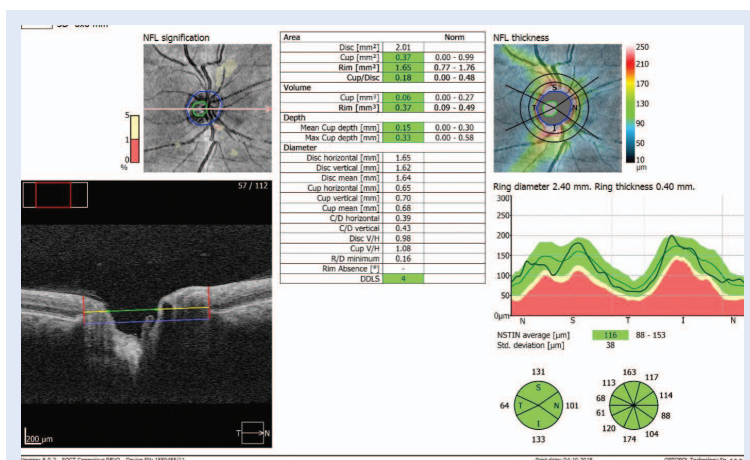 NFL signification
5
1
0
%
57 / 112
200 µm
T N
Area Norm
Disc [mm²] 2.01
Cup [mm²] 0.37 0.00 - 0.99
Rim [mm²] 1.65 0.77 - 1.76
Cup/Disc 0.18 0.00 - 0.48
Volume
Cup [mm³] 0.06 0.00 - 0.27
Rim [mm³] 0.37 0.09 - 0.49
Depth
Mean Cup depth [mm] 0.15 0.00 - 0.30
Max Cup depth [mm] 0.33 0.00 - 0.58
Diameter
Disc horizontal [mm] 1.65
Disc vertical [mm] 1.62
Disc mean [mm] 1.64
Cup horizontal [mm] 0.65
Cup vertical [mm] 0.70
Cup mean [mm] 0.68
C/D horizontal 0.39
C/D vertical 0.43
Disc V/H 0.98
Cup V/H 1.08
R/D minimum 0.16
Rim Absence [°] -
DDLS 4
NFL thickness
S
T N
I
250
210
170
130
90
50
10
µm
Ring diameter 2.40 mm. Ring thickness 0.40 mm.
300
250
200
150
100
50
0µm
N S T I N
NSTIN average [µm] 116 88 - 153
Std. deviation [µm] 38
131
S
64 T N 101
I
133
163
113 117
68 114
61 88
120 104
174